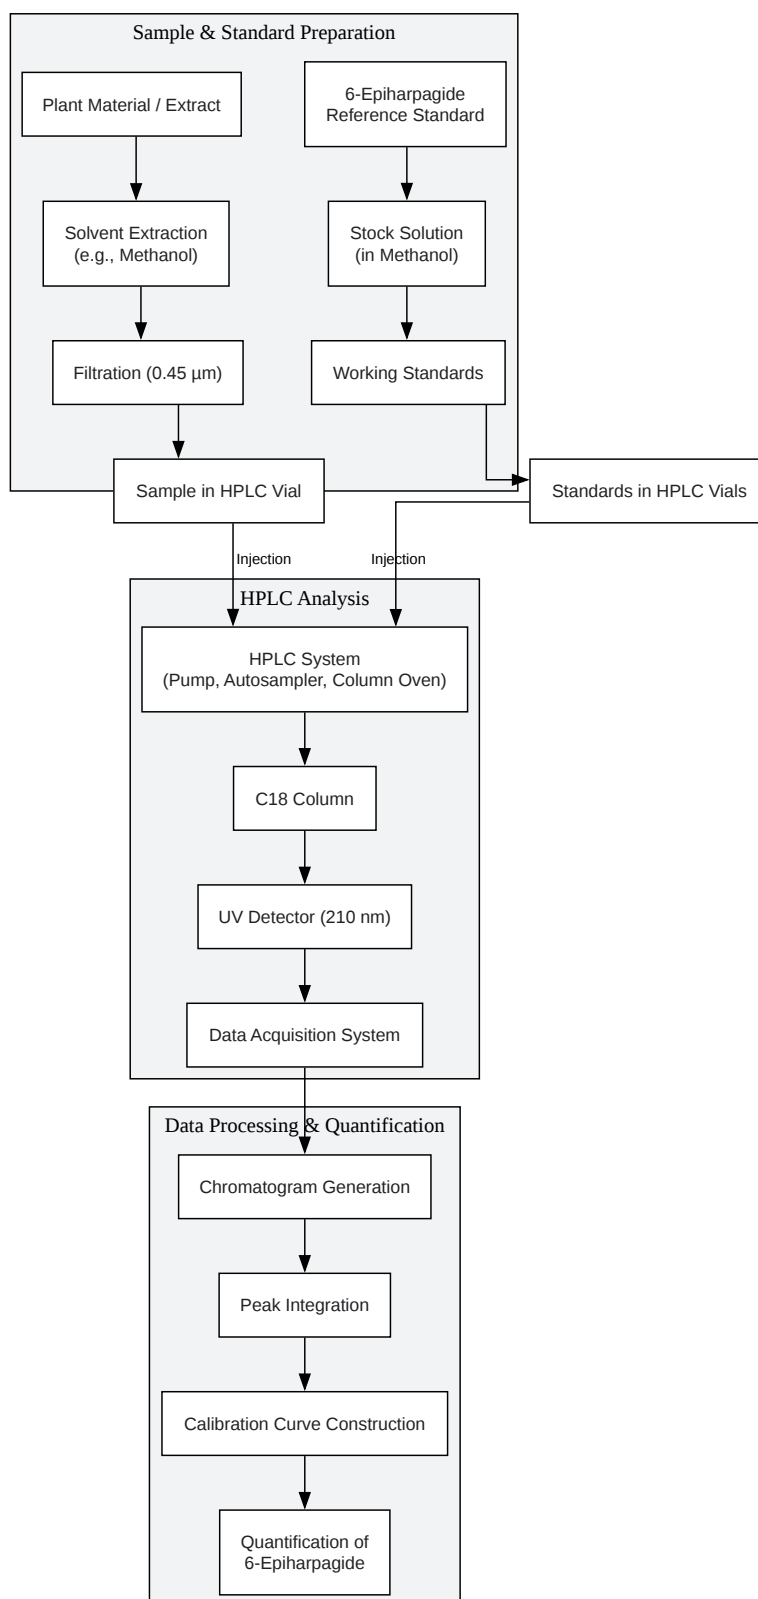 Sample & Standard Preparation
Plant Material / Extract
6-Epiharpagide
Reference Standard
Solvent Extraction
(e.g., Methanol)
Stock Solution
(in Methanol)
Filtration (0.45 µm)
Working Standards
Sample in HPLC Vial
Standards in HPLC Vials
Injection
Injection
HPLC Analysis
HPLC System
(Pump, Autosampler, Column Oven)
C18 Column
UV Detector (210 nm)
Data Acquisition System
Data Processing & Quantification
Chromatogram Generation
Peak Integration
Calibration Curve Construction
Quantification of
6-Epiharpagide